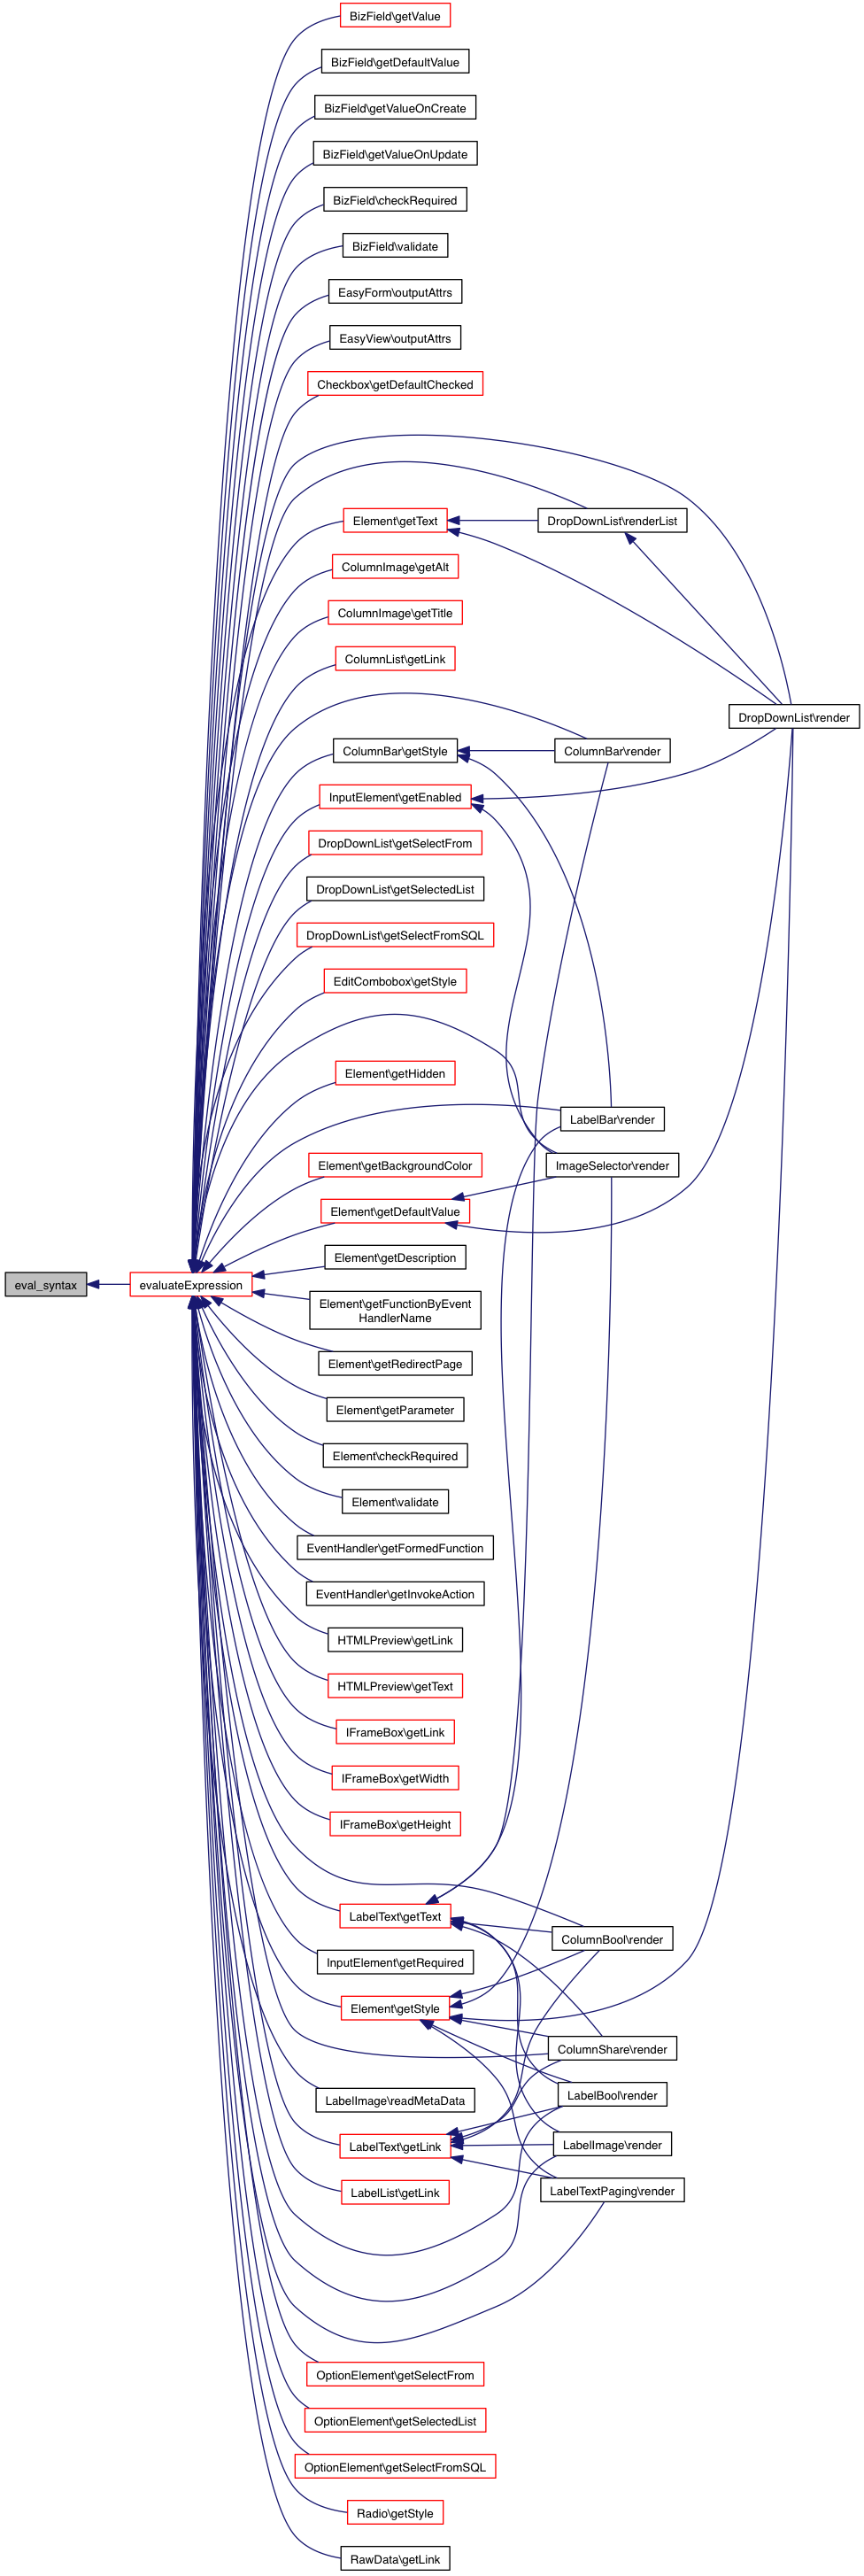 BizField\getValue
BizField\getDefaultValue
BizField\getValueOnCreate
BizField\getValueOnUpdate
BizField\checkRequired
BizField\validate
EasyForm\outputAttrs
EasyView\outputAttrs
Checkbox\getDefaultChecked
Element\getText
DropDownList\renderList
ColumnImage\getAlt
ColumnImage\getTitle
ColumnList\getLink
DropDownList\render
ColumnBar\getStyle
ColumnBar\render
InputElement\getEnabled
DropDownList\getSelectFrom
DropDownList\getSelectedList
DropDownList\getSelectFromSQL
EditCombobox\getStyle
Element\getHidden
LabelBar\render
Element\getBackgroundColor
ImageSelector\render
Element\getDefaultValue
Element\getDescription
eval_syntax
evaluateExpression
Element\getFunctionByEvent
HandlerName
Element\getRedirectPage
Element\getParameter
Element\checkRequired
Element\validate
EventHandler\getFormedFunction
EventHandler\getInvokeAction
HTMLPreview\getLink
HTMLPreview\getText
IFrameBox\getLink
IFrameBox\getWidth
IFrameBox\getHeight
LabelText\getText
ColumnBool\render
InputElement\getRequired
Element\getStyle
ColumnShare\render
LabelBool\render
LabelImage\readMetaData
LabelText\getLink
LabelImage\render
LabelList\getLink
LabelTextPaging\render
OptionElement\getSelectFrom
OptionElement\getSelectedList
OptionElement\getSelectFromSQL
Radio\getStyle
RawData\getLink